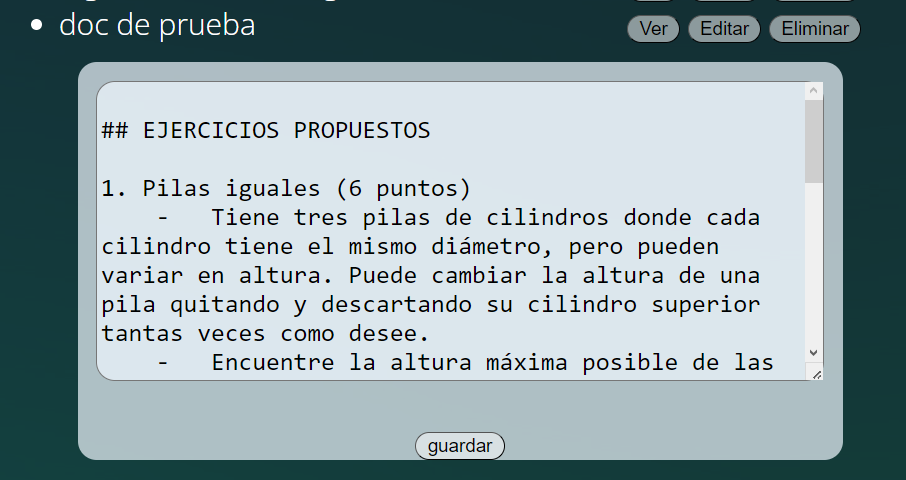 doc de prueba
Ver Editar Eliminar
## EJERCICIOS PROPUESTOS
1. Pilas iguales (6 puntos)
- Tiene tres pilas de cilindros donde cada
cilindro tiene el mismo diámetro, pero pueden
variar en altura. Puede cambiar la altura de una
pila quitando y descartando su cilindro superior
tantas veces como desee.
- Encuentre la altura máxima posible de las
guardar